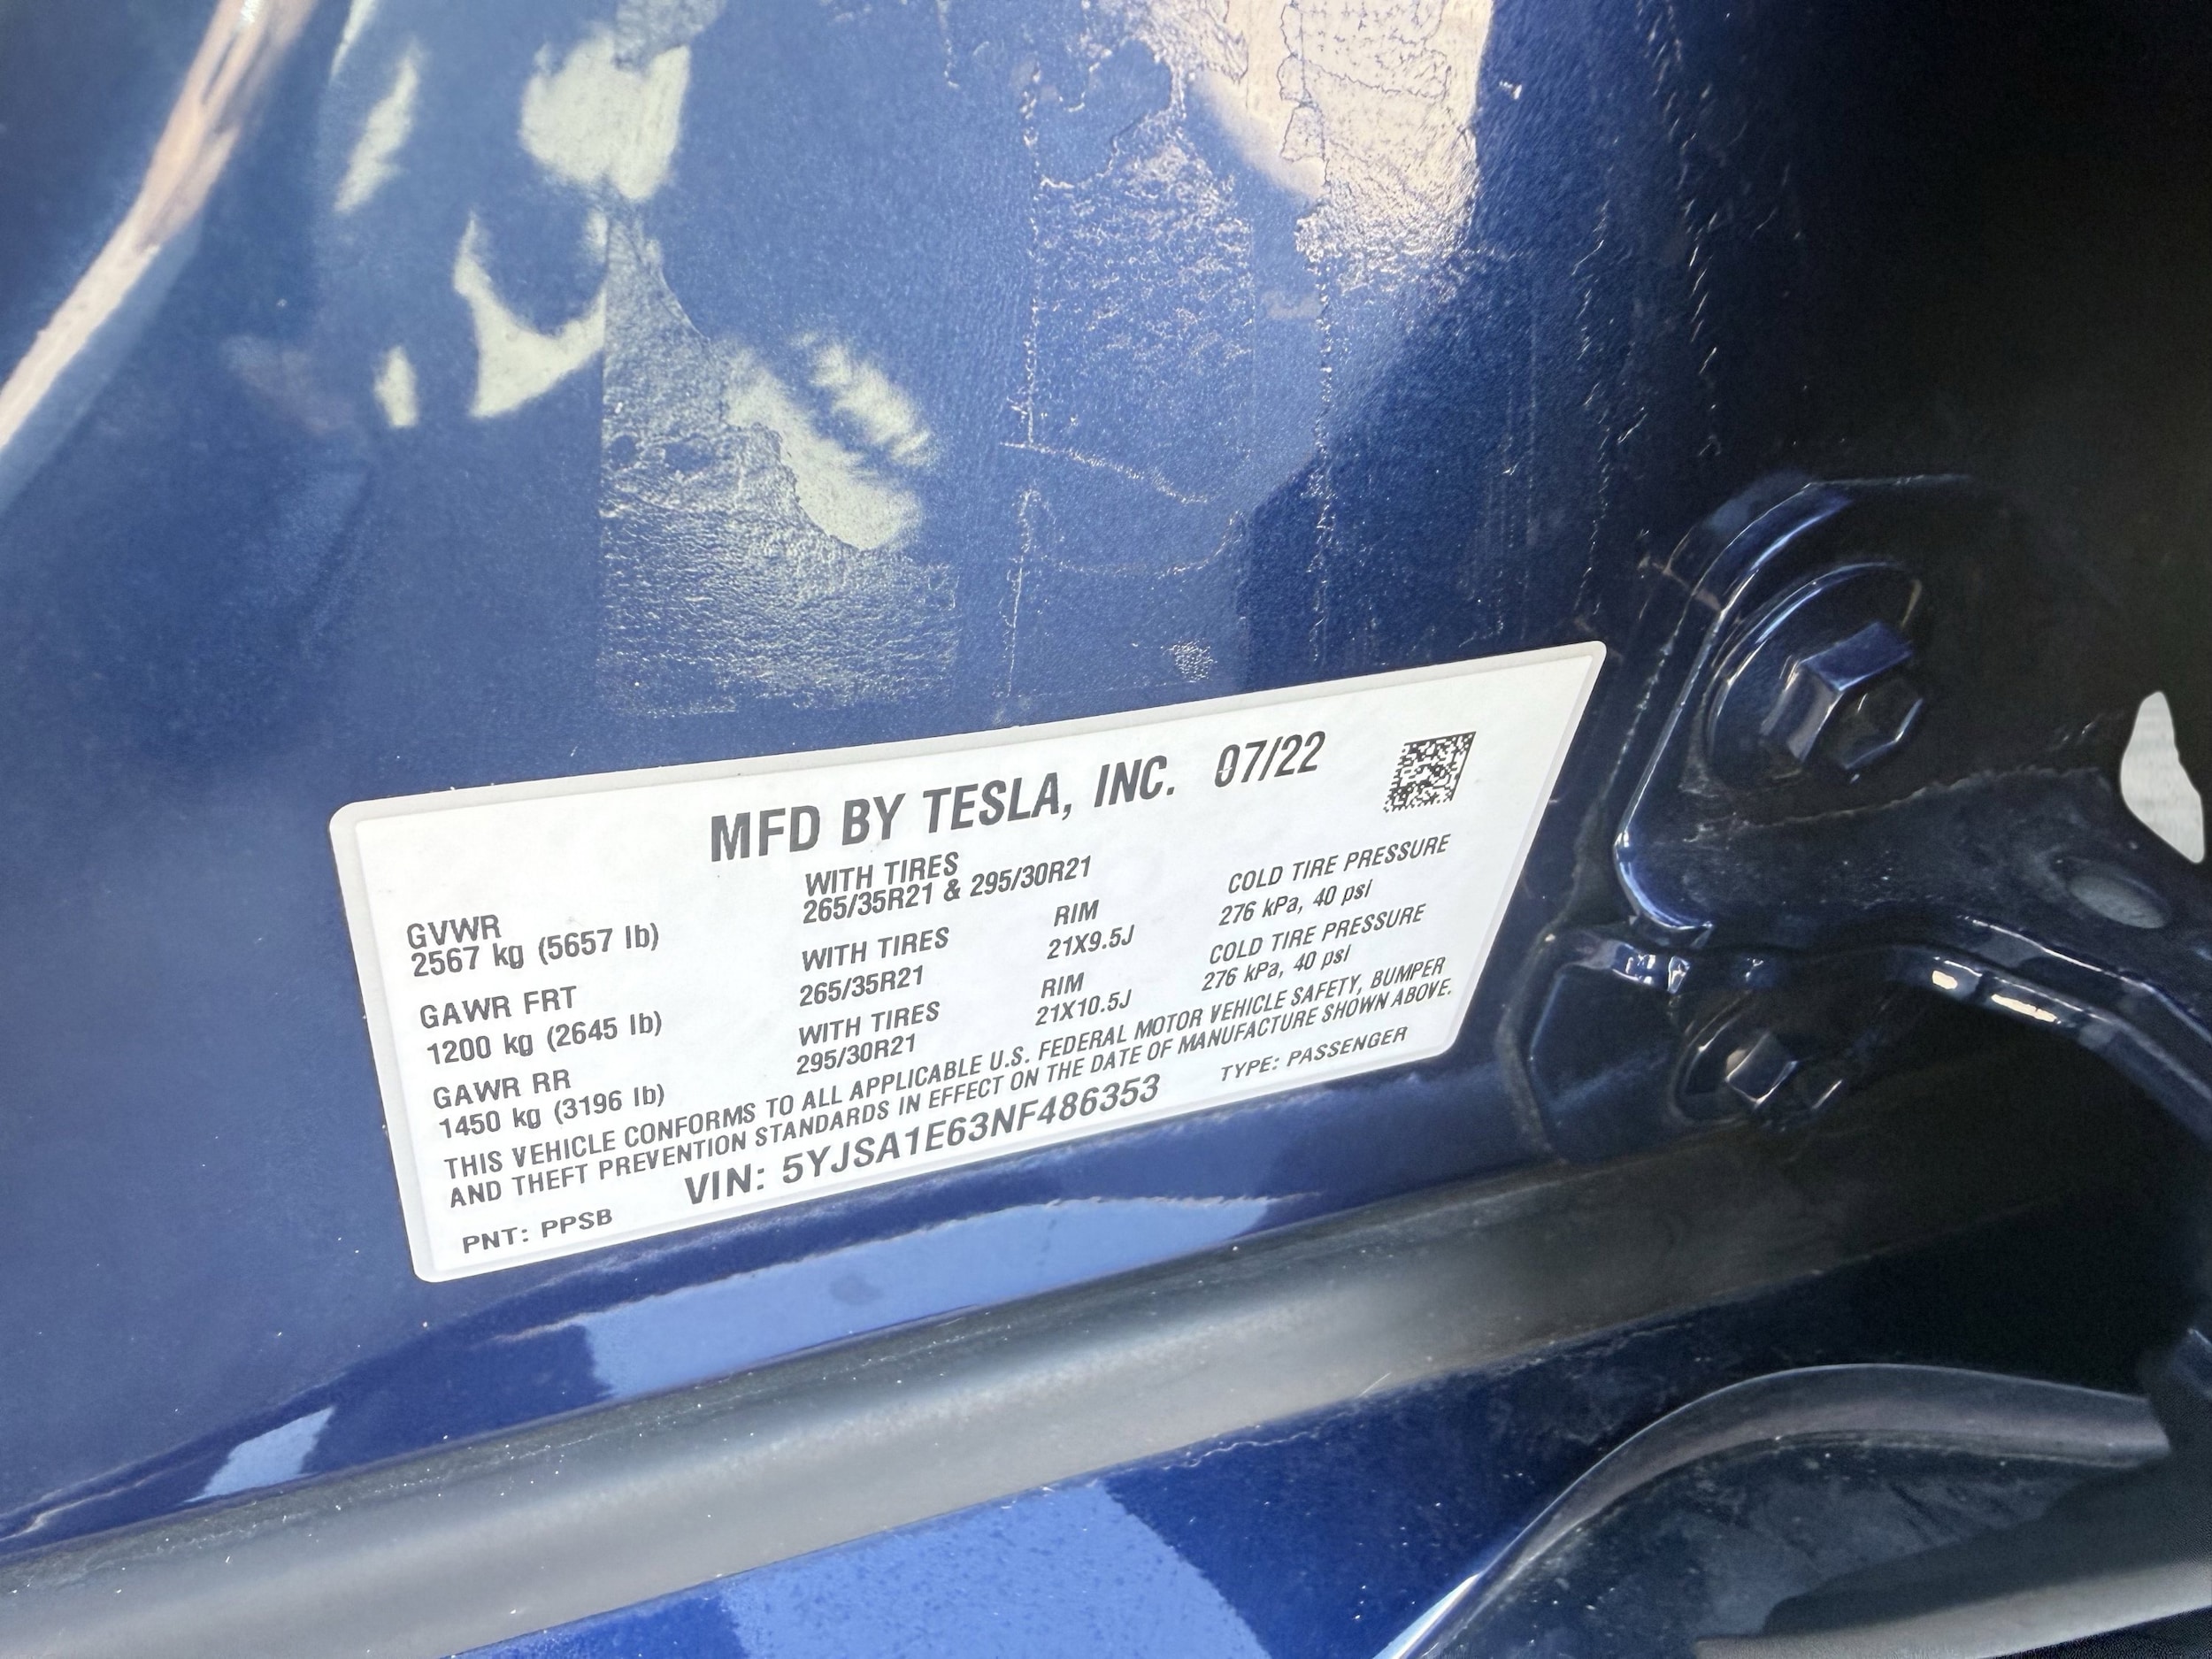 MFD BY TESLA, INC. 07/22
GVWR
2567 kg (5657 lb)
WITH TIRES
265/35R21 & 295/30R21
GAWR FRT
1200 kg (2645 lb)
WITH TIRES
265/35R21
RIM
21X9.5J
COLD TIRE PRESSURE
276 kPa, 40 psi
GAWR RR
1450 kg (3196 lb)
WITH TIRES
295/30R21
RIM
21X10.5J
COLD TIRE PRESSURE
276 kPa, 40 psi
THIS VEHICLE CONFORMS TO ALL APPLICABLE U.S. FEDERAL MOTOR VEHICLE SAFETY, BUMPER
AND THEFT PREVENTION STANDARDS IN EFFECT ON THE DATE OF MANUFACTURE SHOWN ABOVE.
VIN: 5YJSA1E63NF486353
TYPE: PASSENGER
PNT: PPSB